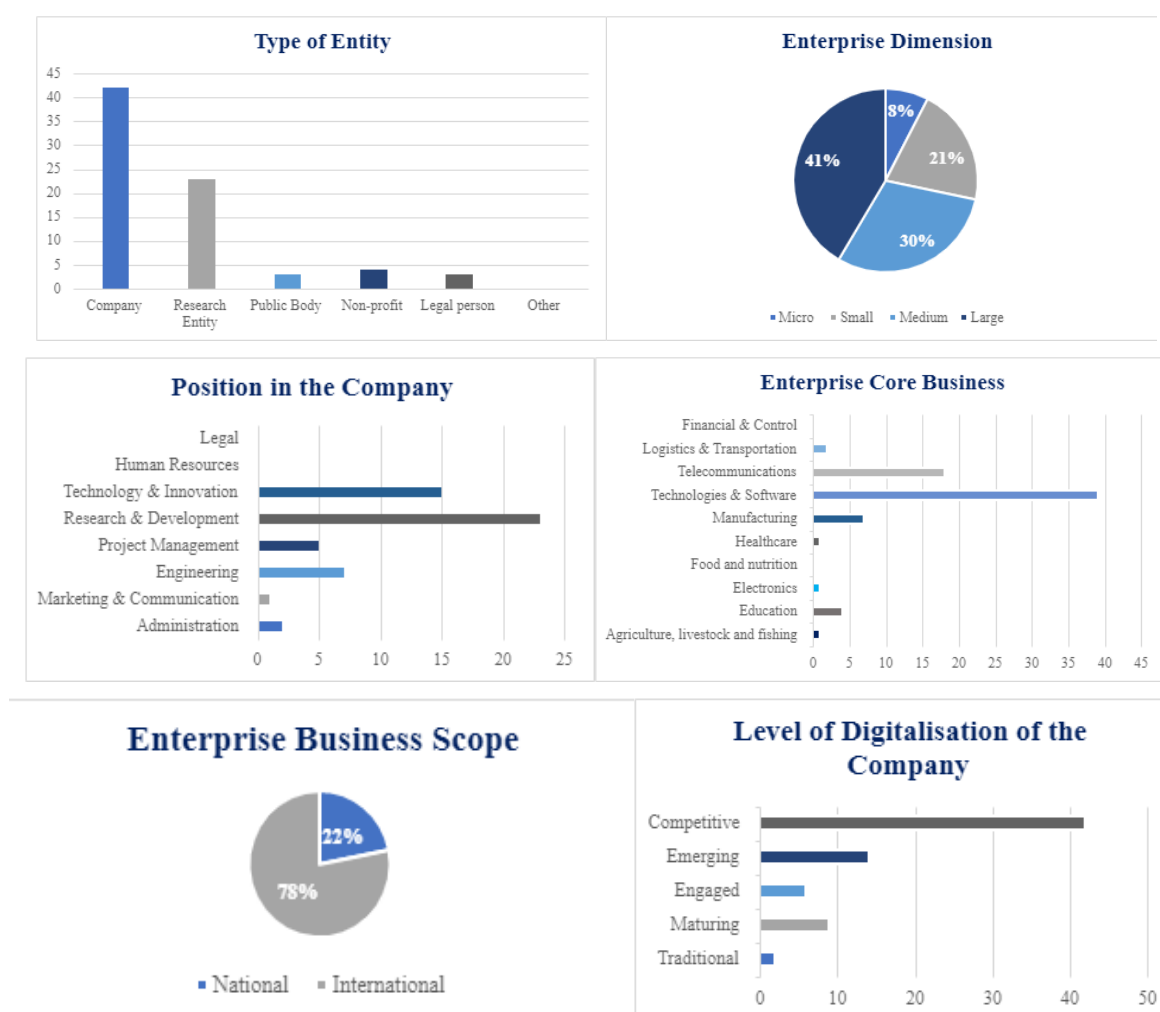 Type of Entity
45
40
35
30
25
20
15
10
5
0
Company
Research
Entity
Public Body
Non-profit
Legal person
Other
Enterprise Dimension
8%
21%
30%
41%
Micro
Small
Medium
Large
Position in the Company
Legal
Human Resources
Technology & Innovation
Research & Development
Project Management
Engineering
Marketing & Communication
Administration
0 5 10 15 20 25
Enterprise Core Business
Financial & Control
Logistics & Transportation
Telecommunications
Technologies & Software
Manufacturing
Healthcare
Food and nutrition
Electronics
Education
Agriculture, livestock and fishing
0 5 10 15 20 25 30 35 40 45
Enterprise Business Scope
22%
78%
National International
Level of Digitalisation of the
Company
Competitive
Emerging
Engaged
Maturing
Traditional
0 10 20 30 40 50